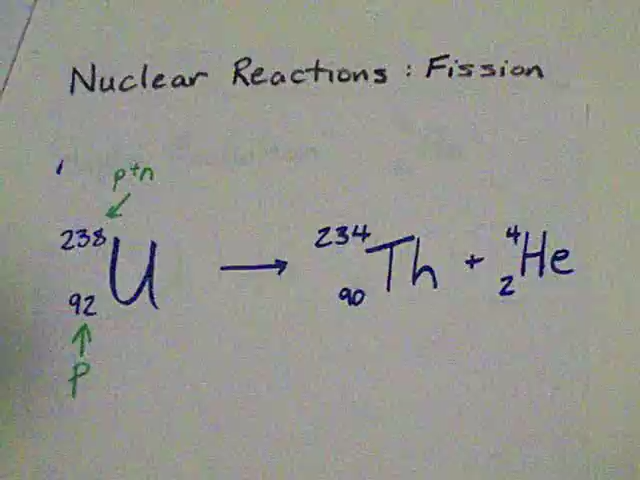 Nuclear Reactions : Fission
p+n
238 92 U → 234 90 Th + 4 2 He
p